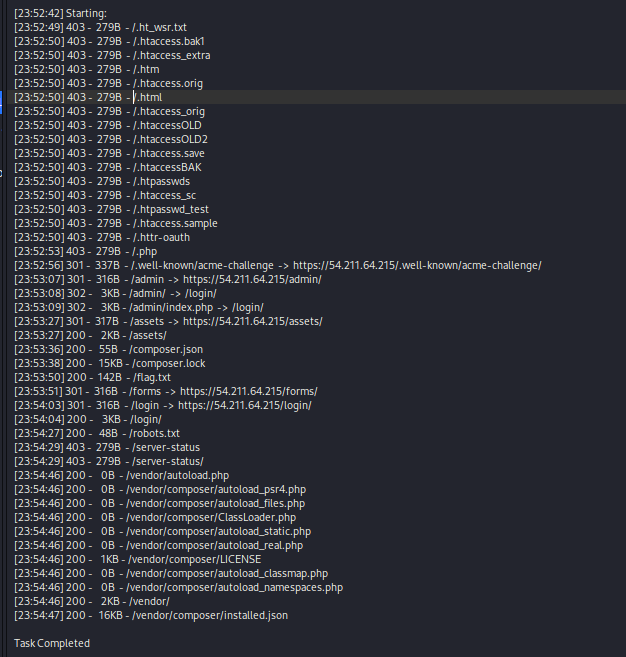 [23:52:42] Starting:
[23:52:49] 403 - 279B - /.ht_wsr.txt
[23:52:50] 403 - 279B - /.htaccess.bak1
[23:52:50] 403 - 279B - /.htaccess_extra
[23:52:50] 403 - 279B - /.htm
[23:52:50] 403 - 279B - /.htaccess.orig
[23:52:50] 403 - 279B - /.html
[23:52:50] 403 - 279B - /.htaccess_orig
[23:52:50] 403 - 279B - /.htaccessOLD
[23:52:50] 403 - 279B - /.htaccessOLD2
[23:52:50] 403 - 279B - /.htaccess.save
[23:52:50] 403 - 279B - /.htaccessBAK
[23:52:50] 403 - 279B - /.htpasswds
[23:52:50] 403 - 279B - /.htaccess_sc
[23:52:50] 403 - 279B - /.htpasswd_test
[23:52:50] 403 - 279B - /.htaccess.sample
[23:52:50] 403 - 279B - /.httr-oauth
[23:52:53] 403 - 279B - /.php
[23:52:56] 301 - 337B - /.well-known/acme-challenge -> https://54.211.64.215/.well-known/acme-challenge/
[23:53:07] 301 - 316B - /admin -> https://54.211.64.215/admin/
[23:53:08] 302 - 3KB - /admin/ -> /login/
[23:53:09] 302 - 3KB - /admin/index.php -> /login/
[23:53:27] 301 - 317B - /assets -> https://54.211.64.215/assets/
[23:53:27] 200 - 2KB - /assets/
[23:53:36] 200 - 55B - /composer.json
[23:53:38] 200 - 15KB - /composer.lock
[23:53:50] 200 - 142B - /flag.txt
[23:53:51] 301 - 316B - /forms -> https://54.211.64.215/forms/
[23:54:03] 301 - 316B - /login -> https://54.211.64.215/login/
[23:54:04] 200 - 3KB - /login/
[23:54:27] 200 - 48B - /robots.txt
[23:54:29] 403 - 279B - /server-status
[23:54:29] 403 - 279B - /server-status/
[23:54:46] 200 - 0B - /vendor/autoload.php
[23:54:46] 200 - 0B - /vendor/composer/autoload_psr4.php
[23:54:46] 200 - 0B - /vendor/composer/autoload_files.php
[23:54:46] 200 - 0B - /vendor/composer/ClassLoader.php
[23:54:46] 200 - 0B - /vendor/composer/autoload_static.php
[23:54:46] 200 - 0B - /vendor/composer/autoload_real.php
[23:54:46] 200 - 1KB - /vendor/composer/LICENSE
[23:54:46] 200 - 0B - /vendor/composer/autoload_classmap.php
[23:54:46] 200 - 0B - /vendor/composer/autoload_namespaces.php
[23:54:46] 200 - 2KB - /vendor/
[23:54:47] 200 - 16KB - /vendor/composer/installed.json
Task Completed